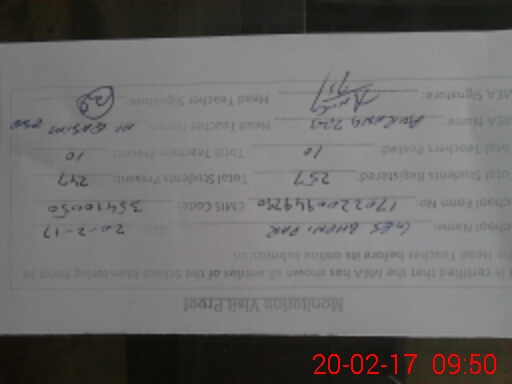 Monitoring Visit Proof
It is certified that the MEA has shown all entries of the School Monitoring Form to
the Head Teacher before its online submission
School Name: GES BHENI PAR Date: 20-2-17
School Form No: EMIS Code: 35410050
Total Students Registered: 257 Total Students Present: 247
Total Teachers Posted: 10 Total Teachers Present: 10
MEA Name: Head Teacher Name:
MEA Signature: Head Teacher Signature:
20-02-17 09:50